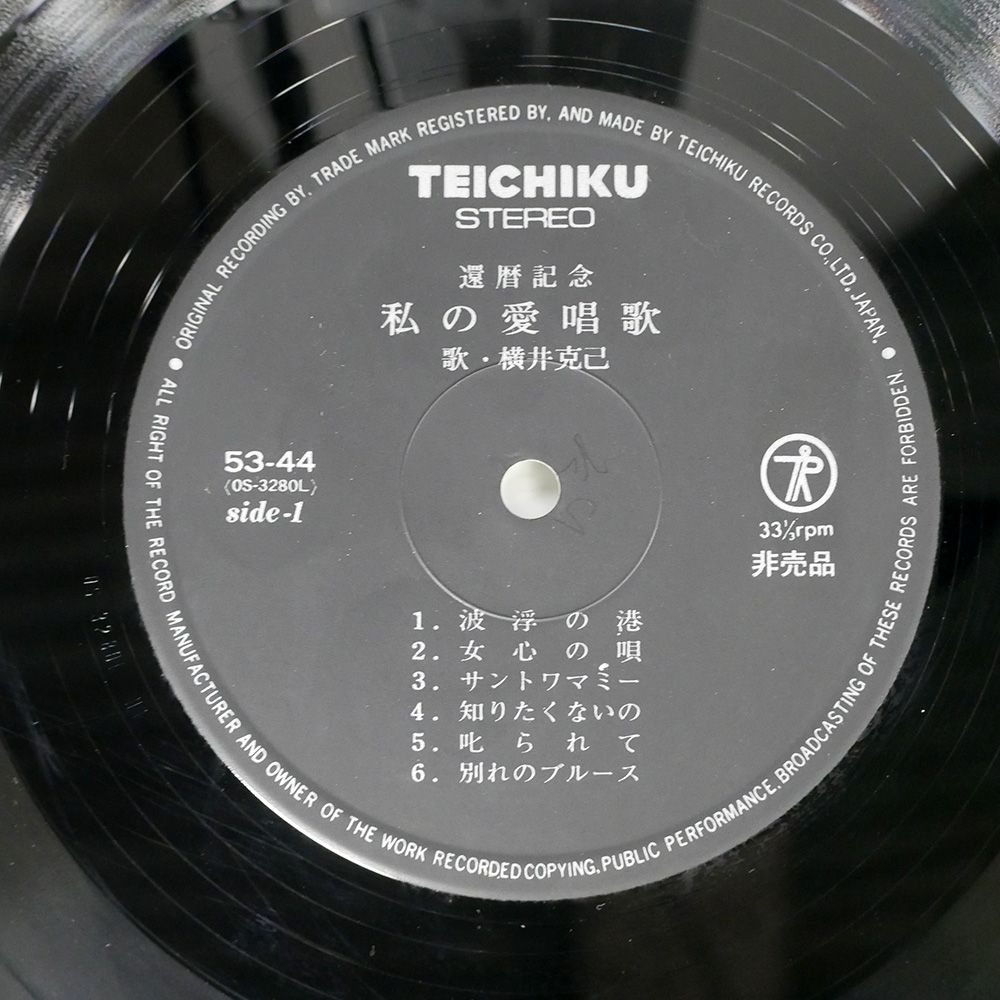 ORIGINAL RECORDING BY. TRADE MARK REGISTERED BY. AND MADE BY TEICHIKU RECORDS CO., LTD. JAPAN.
TEICHIKU
STEREO
還暦記念
私の愛唱歌
歌・横井克己
53-44
〈OS-3280L〉
side-1
33⅓rpm
非売品
1. 波浮の港
2. 女心の唄
3. サントワマミー
4. 知りたくないの
5. 叱られて
6. 別れのブルース
ALL RIGHT OF THE RECORD MANUFACTURER AND OWNER OF THE WORK RECORDED COPYING, PUBLIC PERFORMANCE, BROADCASTING OF THESE RECORDS ARE FORBIDDEN.